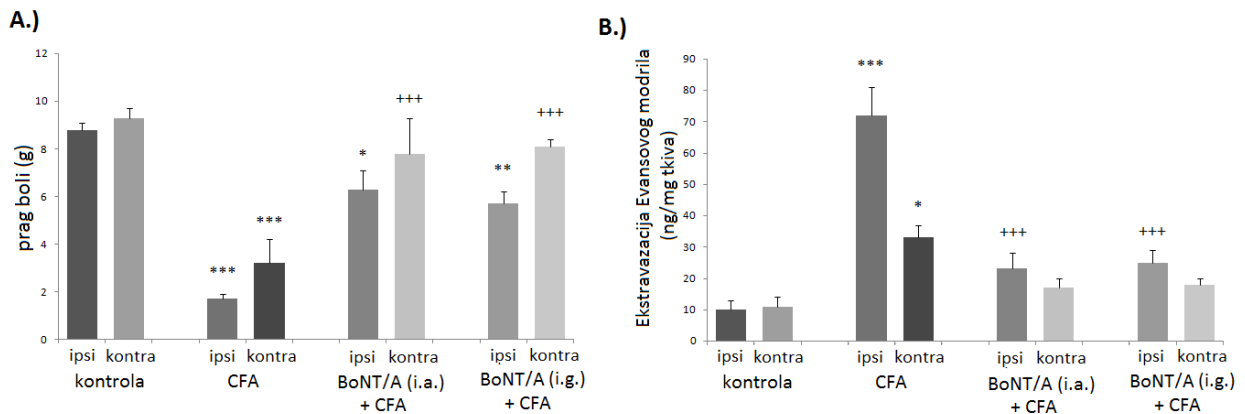 A.)
prag boli (g)
12
10
8
6
4
2
0
***
***
*
+++
**
+++
ipsi kontra
kontrola
ipsi kontra
CFA
ipsi kontra
BoNT/A (i.a.)
+ CFA
ipsi kontra
BoNT/A (i.g.)
+ CFA
B.)
Ekstravazacija Evansovog modrila
(ng/mg tkiva)
90
80
70
60
50
40
30
20
10
0
***
*
+++
+++
ipsi kontra
kontrola
ipsi kontra
CFA
ipsi kontra
BoNT/A (i.a.)
+ CFA
ipsi kontra
BoNT/A (i.g.)
+ CFA